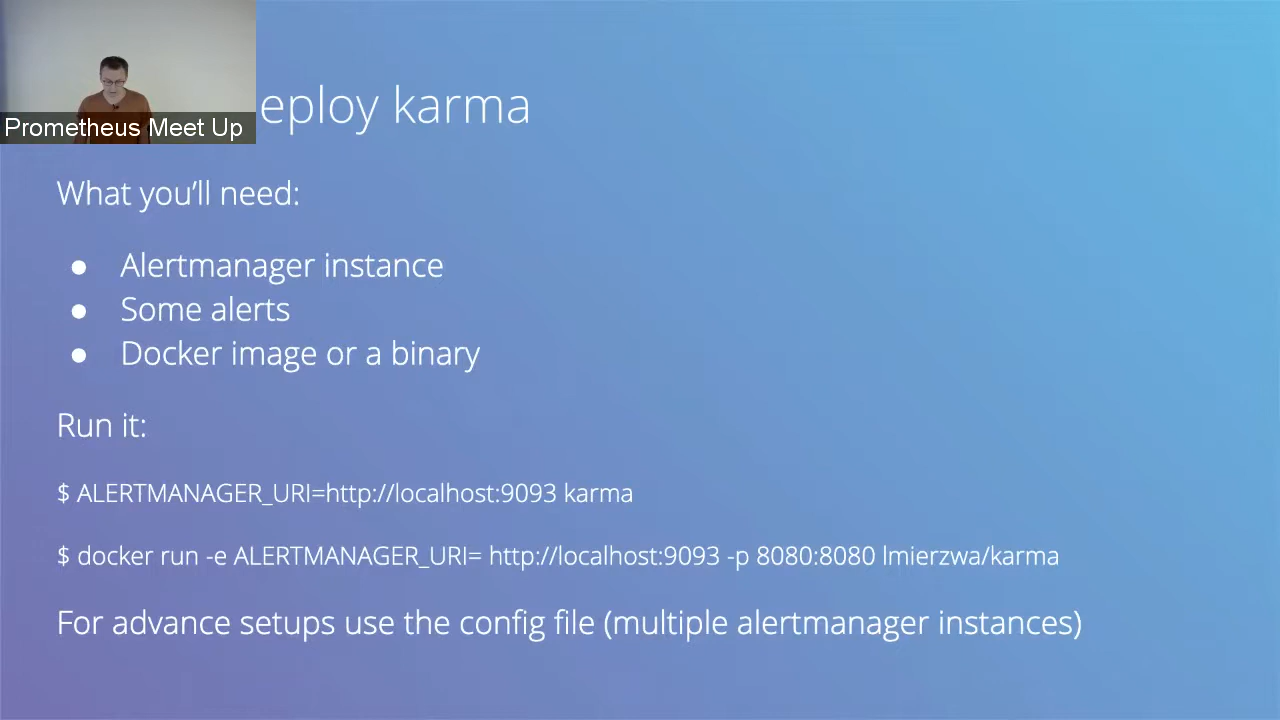 eploy karma
Prometheus Meet Up
What you'll need:
● Alertmanager instance
● Some alerts
● Docker image or a binary
Run it:
$ ALERTMANAGER_URI=http://localhost:9093 karma
$ docker run -e ALERTMANAGER_URI= http://localhost:9093 -p 8080:8080 lmierzwa/karma
For advance setups use the config file (multiple alertmanager instances)